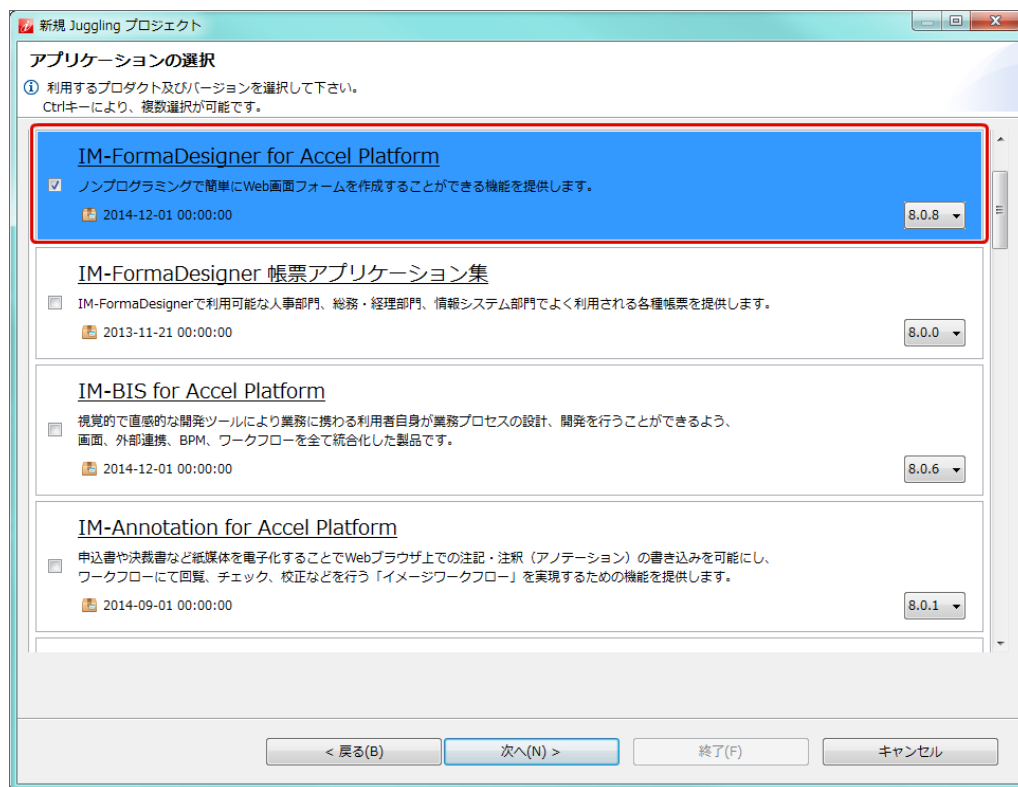 新規 Juggling プロジェクト
アプリケーションの選択
利用するプロダクト及びバージョンを選択して下さい。
Ctrlキーにより、複数選択が可能です。
IM-FormaDesigner for Accel Platform
ノンプログラミングで簡単にWeb画面フォームを作成することができる機能を提供します。
2014-12-01 00:00:00
8.0.8
IM-FormaDesigner 帳票アプリケーション集
IM-FormaDesignerで利用可能な人事部門、総務・経理部門、情報システム部門でよく利用される各種帳票を提供します。
2013-11-21 00:00:00
8.0.0
IM-BIS for Accel Platform
視覚的で直感的な開発ツールにより業務に携わる利用者自身が業務プロセスの設計、開発を行うことができるよう、
画面、外部連携、BPM、ワークフローを全て統合化した製品です。
2014-12-01 00:00:00
8.0.6
IM-Annotation for Accel Platform
申込書や決裁書など紙媒体を電子化することでWebブラウザ上での注記・注釈（アノテーション）の書き込みを可能にし、
ワークフローにて回覧、チェック、校正などを行う「イメージワークフロー」を実現するための機能を提供します。
2014-09-01 00:00:00
8.0.1
< 戻る(B)
次へ(N) >
終了(F)
キャンセル